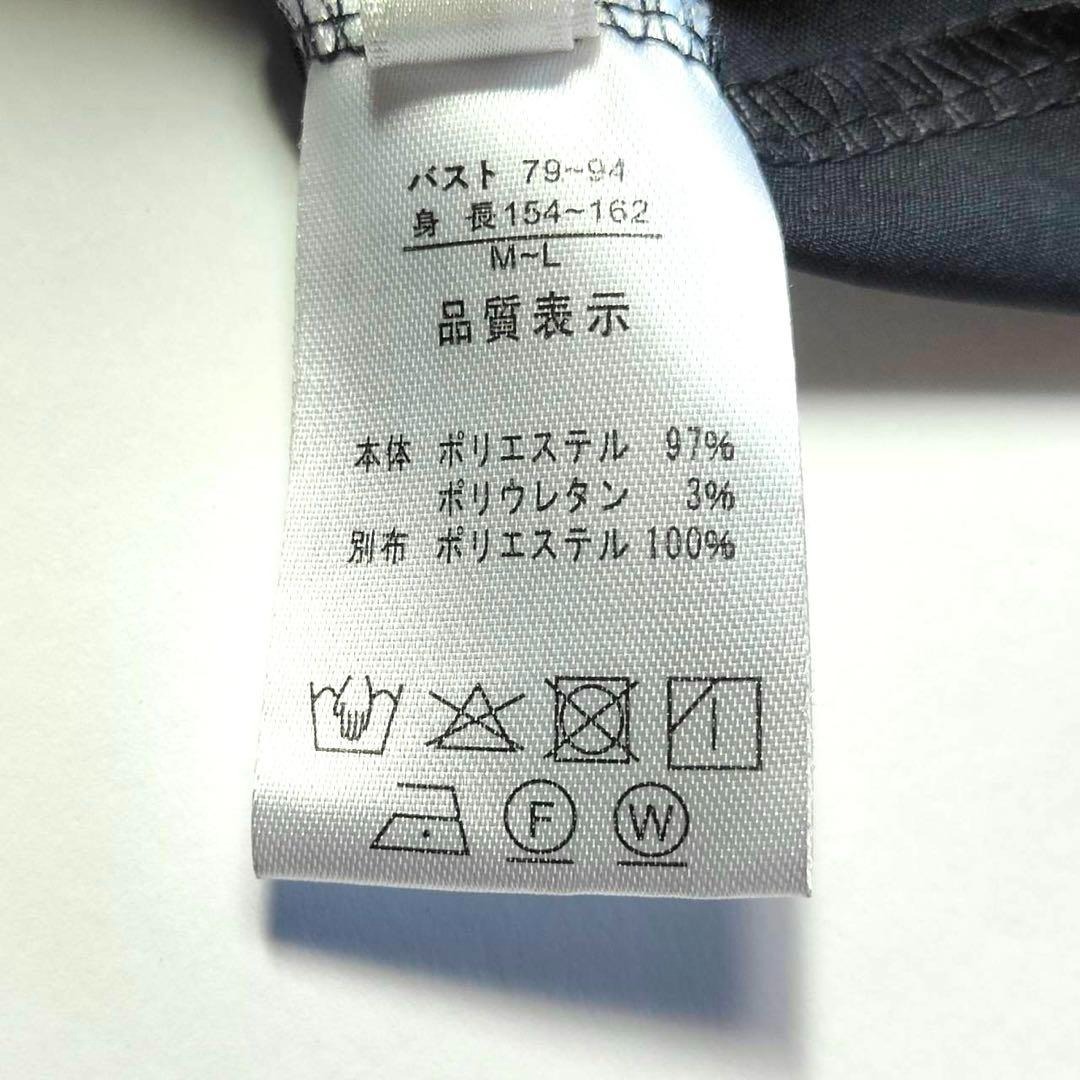 バスト 79~94
身 長154~162
M~L
品質表示
本体 ポリエステル 97%
ポリウレタン 3%
別布 ポリエステル 100%
F W